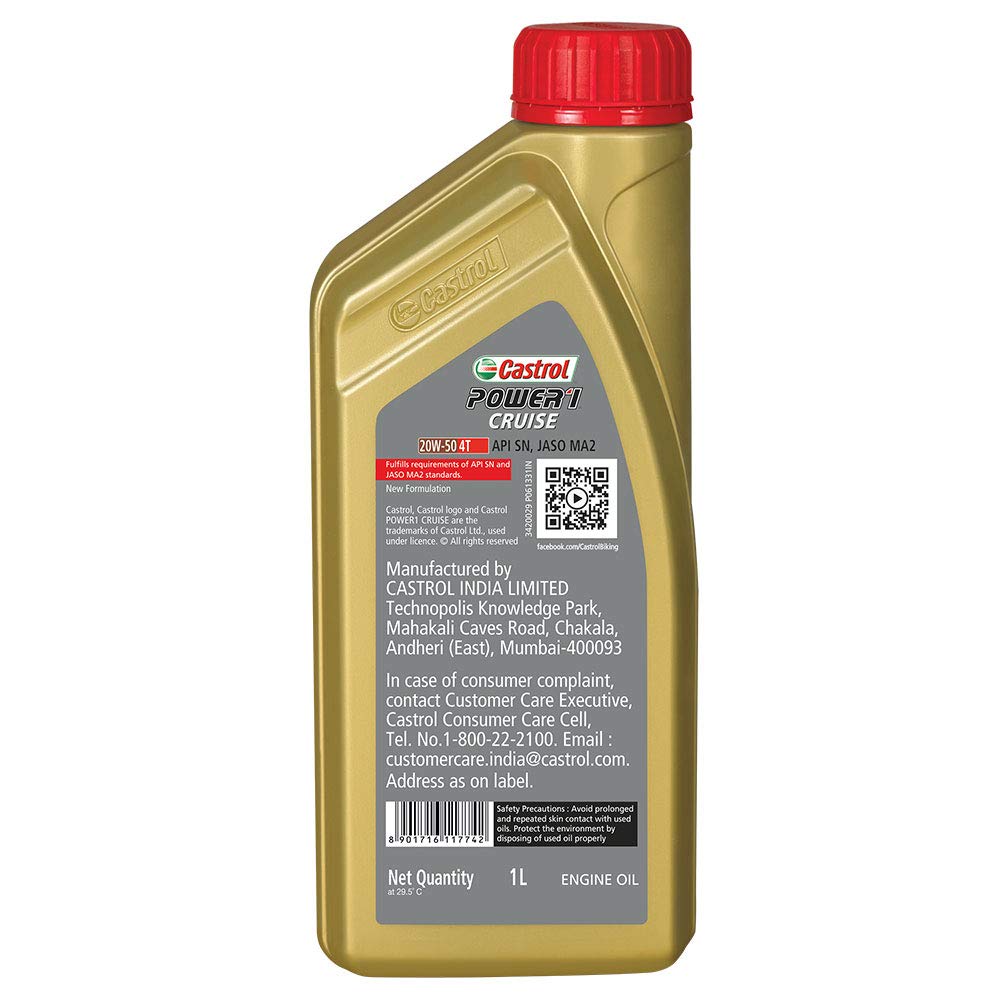 Castrol
Castrol
POWER1
CRUISE
20W-50 4T API SN, JASO MA2
Fulfills requirements of API SN and
JASO MA2 standards.
New Formulation
Castrol, Castrol logo and Castrol
POWER1 CRUISE are the
trademarks of Castrol Ltd., used
under licence. © All rights reserved
3420029 PO61331IN
facebook.com/CastrolBiking
Manufactured by
CASTROL INDIA LIMITED
Technopolis Knowledge Park,
Mahakali Caves Road, Chakala,
Andheri (East), Mumbai-400093
In case of consumer complaint,
contact Customer Care Executive,
Castrol Consumer Care Cell,
Tel. No.1-800-22-2100. Email :
customercare.india@castrol.com.
Address as on label.
8 901716 117742
Safety Precautions : Avoid prolonged
and repeated skin contact with used
oils. Protect the environment by
disposing of used oil properly
Net Quantity 1L ENGINE OIL
at 29.5° C